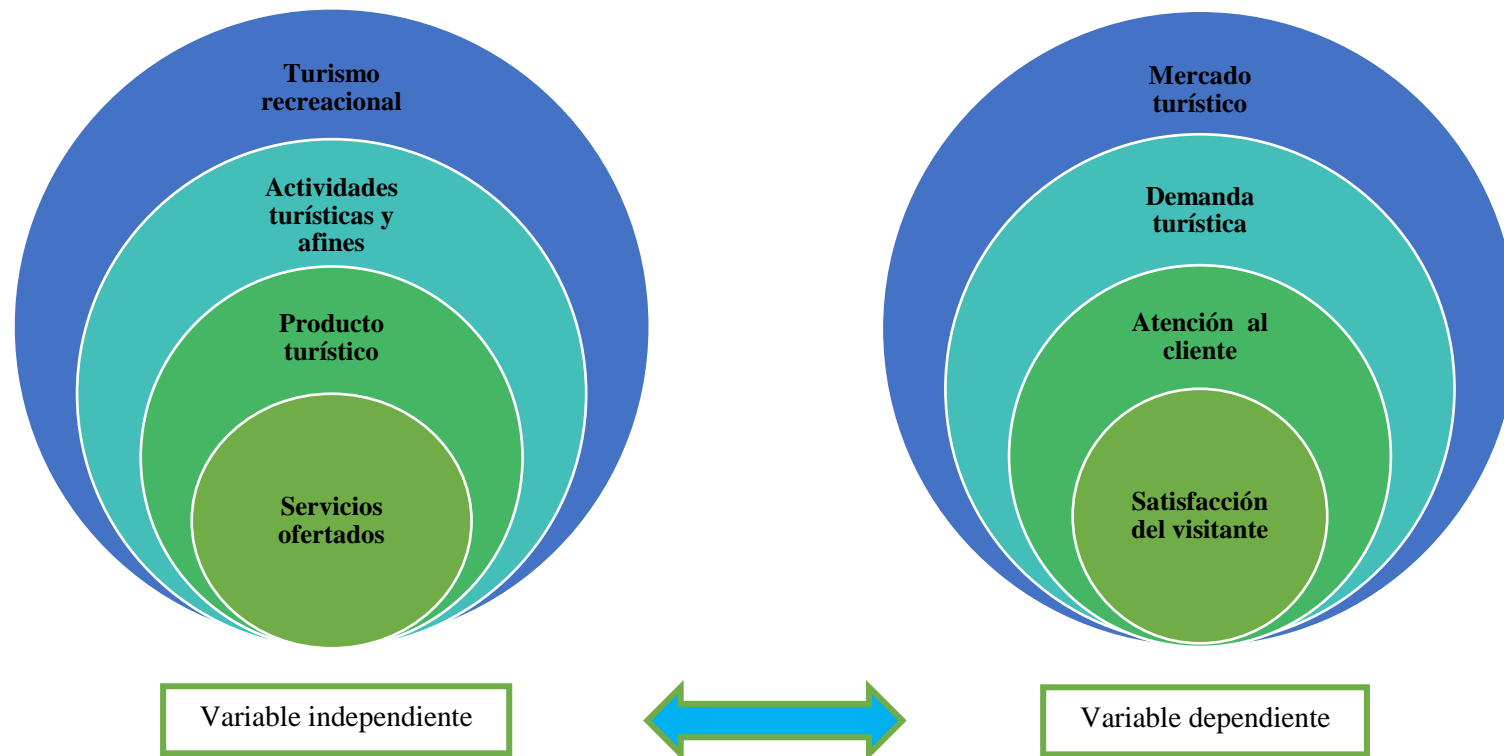 Turismo
recreacional
Actividades
turísticas y
afines
Producto
turístico
Servicios
ofertados
Variable independiente
Mercado
turístico
Demanda
turística
Atención al
cliente
Satisfacción
del visitante
Variable dependiente